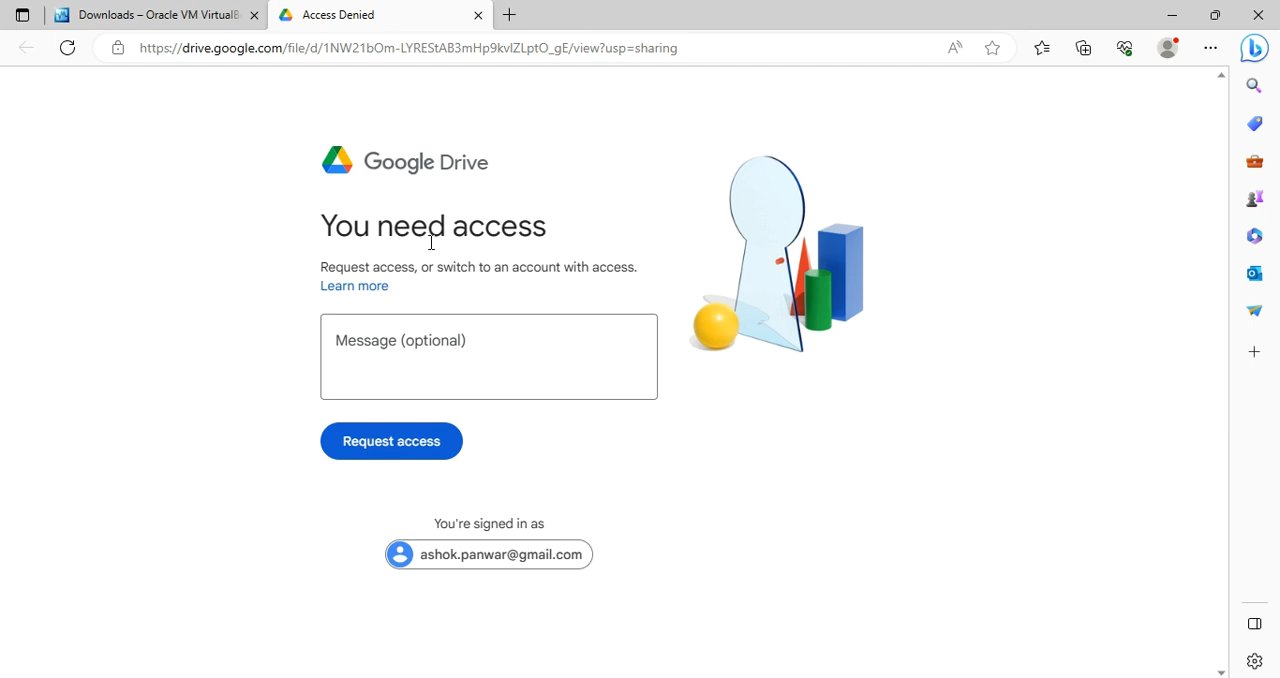 Downloads – Oracle VM VirtualB
Access Denied
https://drive.google.com/file/d/1NW21bOm-LYREStAB3mHp9kvlZLptO_gE/view?usp=sharing
Google Drive
You need access
Request access, or switch to an account with access.
Learn more
Message (optional)
Request access
You're signed in as
ashok.panwar@gmail.com